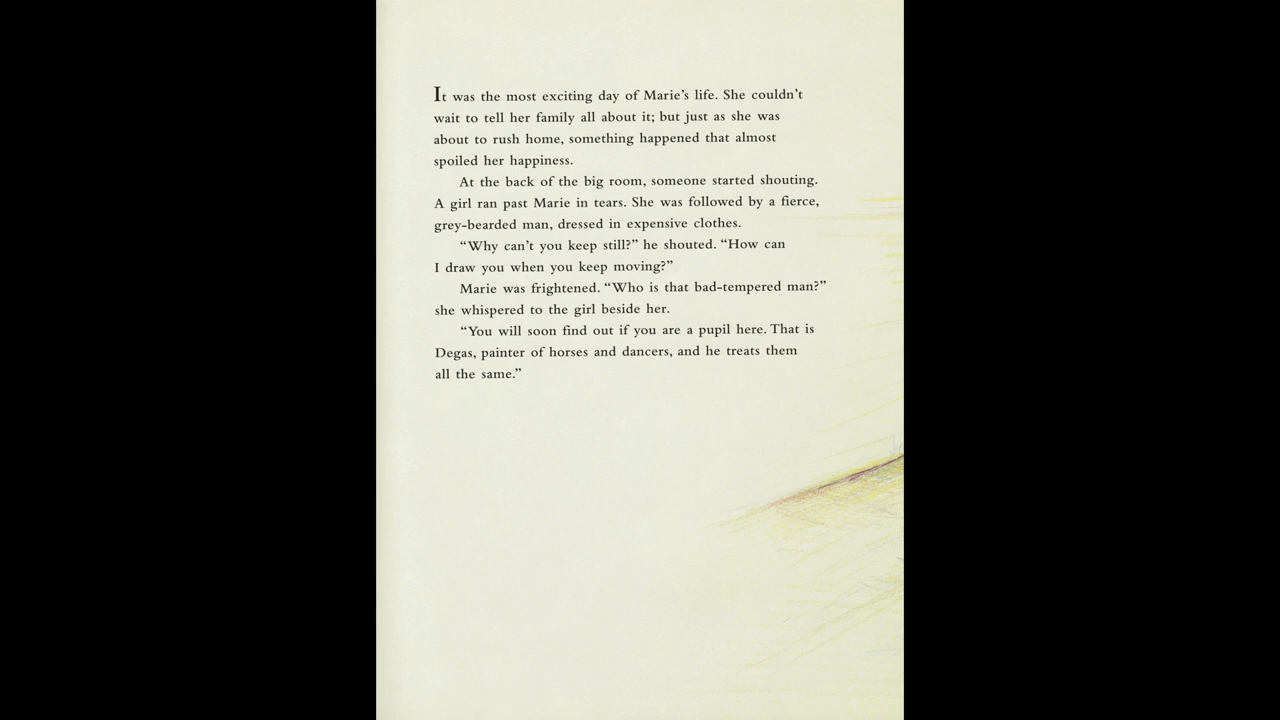 It was the most exciting day of Marie’s life. She couldn’t
wait to tell her family all about it; but just as she was
about to rush home, something happened that almost
spoiled her happiness.
At the back of the big room, someone started shouting.
A girl ran past Marie in tears. She was followed by a fierce,
grey-bearded man, dressed in expensive clothes.
“Why can’t you keep still?” he shouted. “How can
I draw you when you keep moving?”
Marie was frightened. “Who is that bad-tempered man?”
she whispered to the girl beside her.
“You will soon find out if you are a pupil here. That is
Degas, painter of horses and dancers, and he treats them
all the same.”